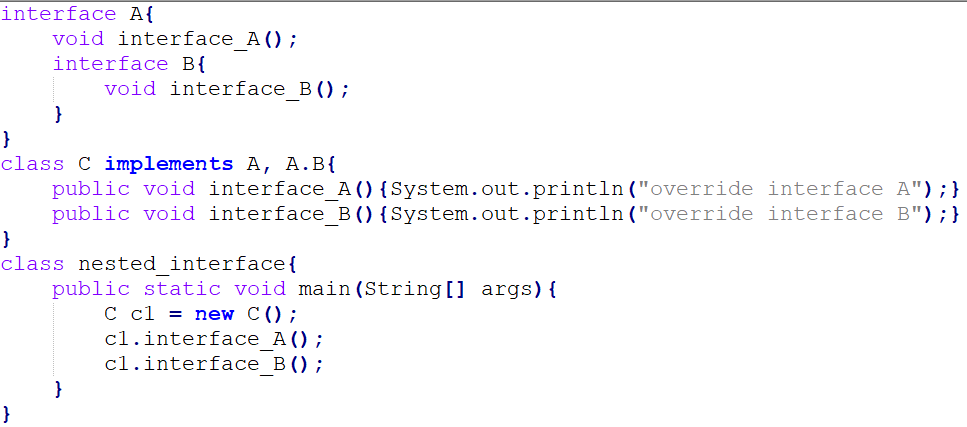 interface A{
    void interface_A();
    interface B{
        void interface_B();
    }
}
class C implements A, A.B{
    public void interface_A(){System.out.println("override interface A");}
    public void interface_B(){System.out.println("override interface B");}
}
class nested_interface{
    public static void main(String[] args){
        C c1 = new C();
        c1.interface_A();
        c1.interface_B();
    }
}